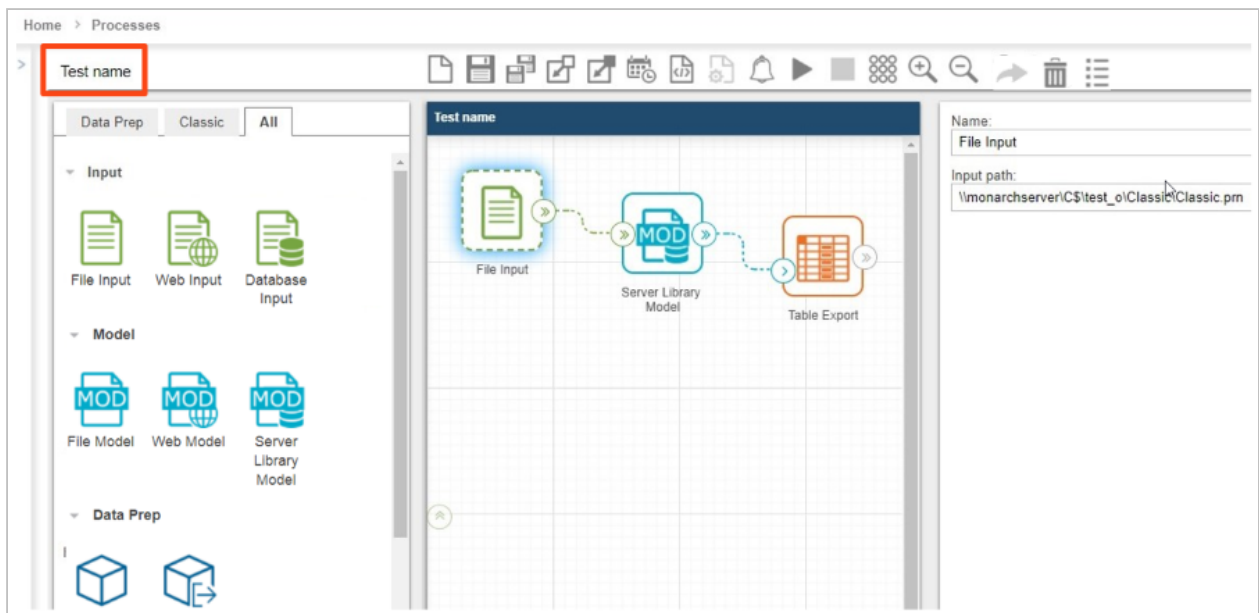 Home > Processes
>
Test name
Data Prep Classic All
Input
File Input Web Input Database
Input
Model
MOD MOD MOD
File Model Web Model Server
Library
Model
Data Prep
Test name
File Input
MOD
Server Library
Model
Table Export
Name:
File Input
Input path:
\\monarchserver\C$\test_o\Classic\Classic.prn